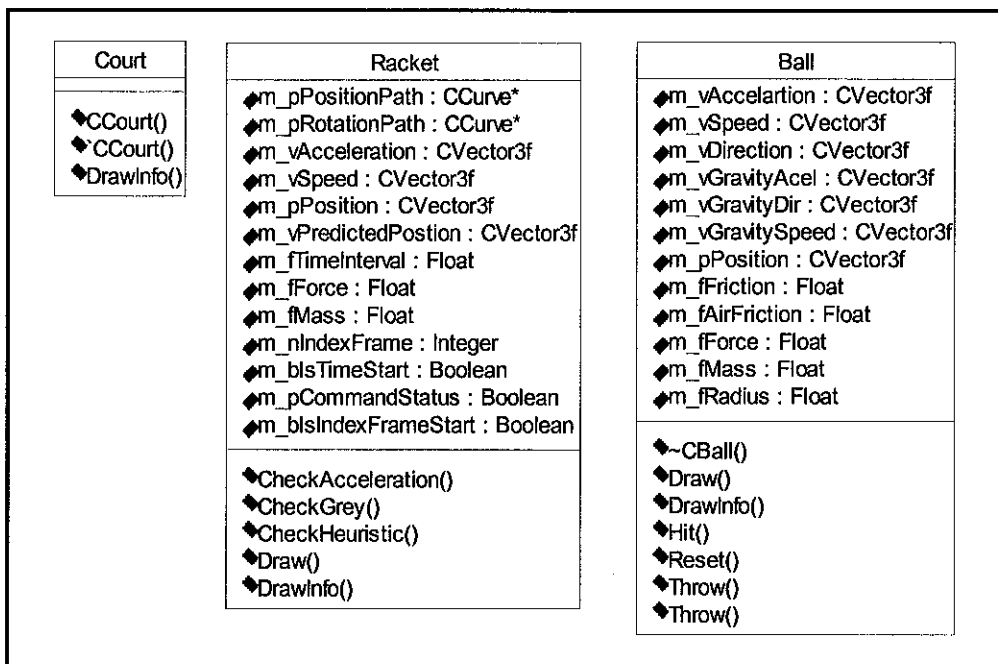 Court
CCourt()
`CCourt()
DrawInfo()
Racket
m_pPositionPath : CCurve*
m_pRotationPath : CCurve*
m_vAcceleration : CVector3f
m_vSpeed : CVector3f
m_pPosition : CVector3f
m_vPredictedPostion : CVector3f
m_fTimeInterval : Float
m_fForce : Float
m_fMass : Float
m_nIndexFrame : Integer
m_bIsTimeStart : Boolean
m_pCommandStatus : Boolean
m_bIsIndexFrameStart : Boolean
CheckAcceleration()
CheckGrey()
CheckHeuristic()
Draw()
DrawInfo()
Ball
m_vAccelartion : CVector3f
m_vSpeed : CVector3f
m_vDirection : CVector3f
m_vGravityAcel : CVector3f
m_vGravityDir : CVector3f
m_vGravitySpeed : CVector3f
m_pPosition : CVector3f
m_fFriction : Float
m_fAirFriction : Float
m_fForce : Float
m_fMass : Float
m_fRadius : Float
~CBall()
Draw()
DrawInfo()
Hit()
Reset()
Throw()
Throw()